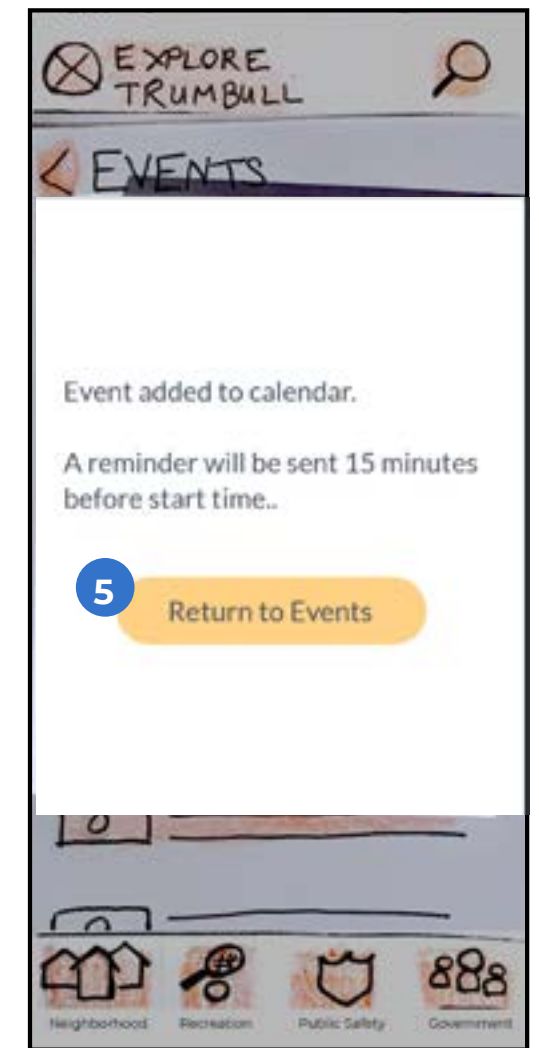 EXPLORE
TRUMBULL
EVENTS
Event added to calendar.
A reminder will be sent 15 minutes
before start time..
5
Return to Events
Neighborhood Recreation Public Safety Government